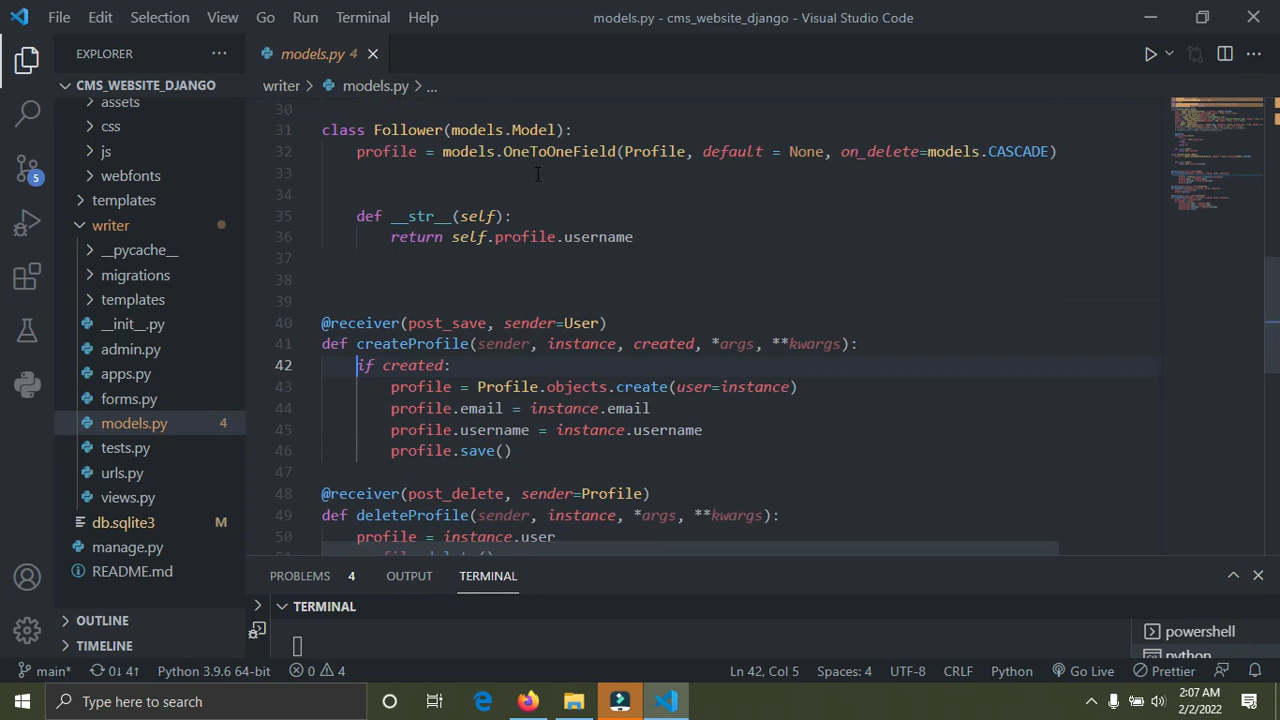 File Edit Selection View Go Run Terminal Help
models.py - cms_website_django - Visual Studio Code
EXPLORER
models.py 4
CMS_WEBSITE_DJANGO
writer > models.py > ...
assets
css
js
webfonts
templates
writer
__pycache__
migrations
templates
__init__.py
admin.py
apps.py
forms.py
models.py 4
tests.py
urls.py
views.py
db.sqlite3 M
manage.py
README.md
OUTLINE
TIMELINE
5
30
31 class Follower(models.Model):
32 profile = models.OneToOneField(Profile, default = None, on_delete=models.CASCADE)
33
34
35 def __str__(self):
36 return self.profile.username
37
38
39
40 @receiver(post_save, sender=User)
41 def createProfile(sender, instance, created, *args, **kwargs):
42 if created:
43 profile = Profile.objects.create(user=instance)
44 profile.email = instance.email
45 profile.username = instance.username
46 profile.save()
47
48 @receiver(post_delete, sender=Profile)
49 def deleteProfile(sender, instance, *args, **kwargs):
50 profile = instance.user
PROBLEMS 4 OUTPUT TERMINAL
TERMINAL
powershell
python
main* 0↓ 4↑ Python 3.9.6 64-bit 0 4 Ln 42, Col 5 Spaces: 4 UTF-8 CRLF Python Go Live Prettier
Type here to search
2:07 AM
2/2/2022